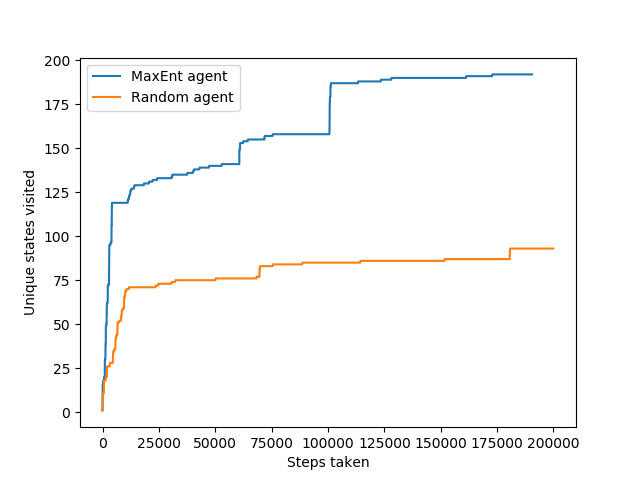 MaxEnt agent
Random agent
200
175
150
125
100
75
50
25
0
Unique states visited
0 25000 50000 75000 100000 125000 150000 175000 200000
Steps taken